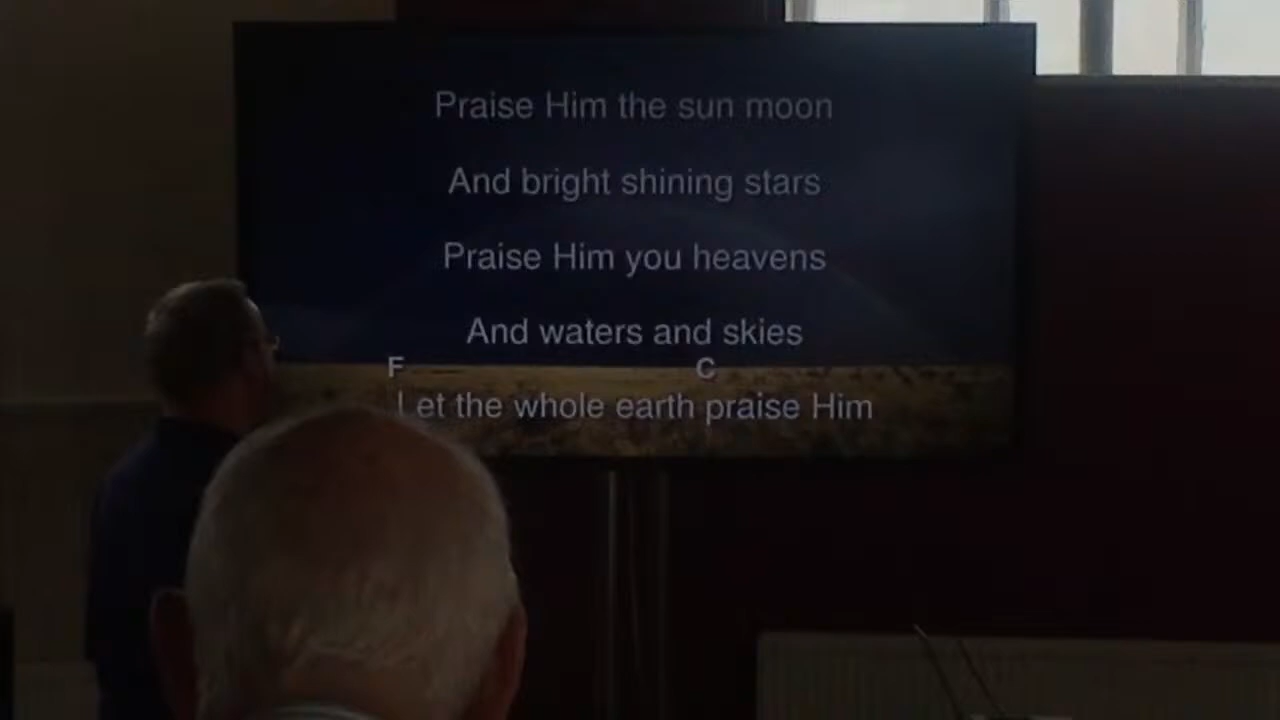 Praise Him the sun moon
And bright shining stars
Praise Him you heavens
And waters and skies
F C
Let the whole earth praise Him